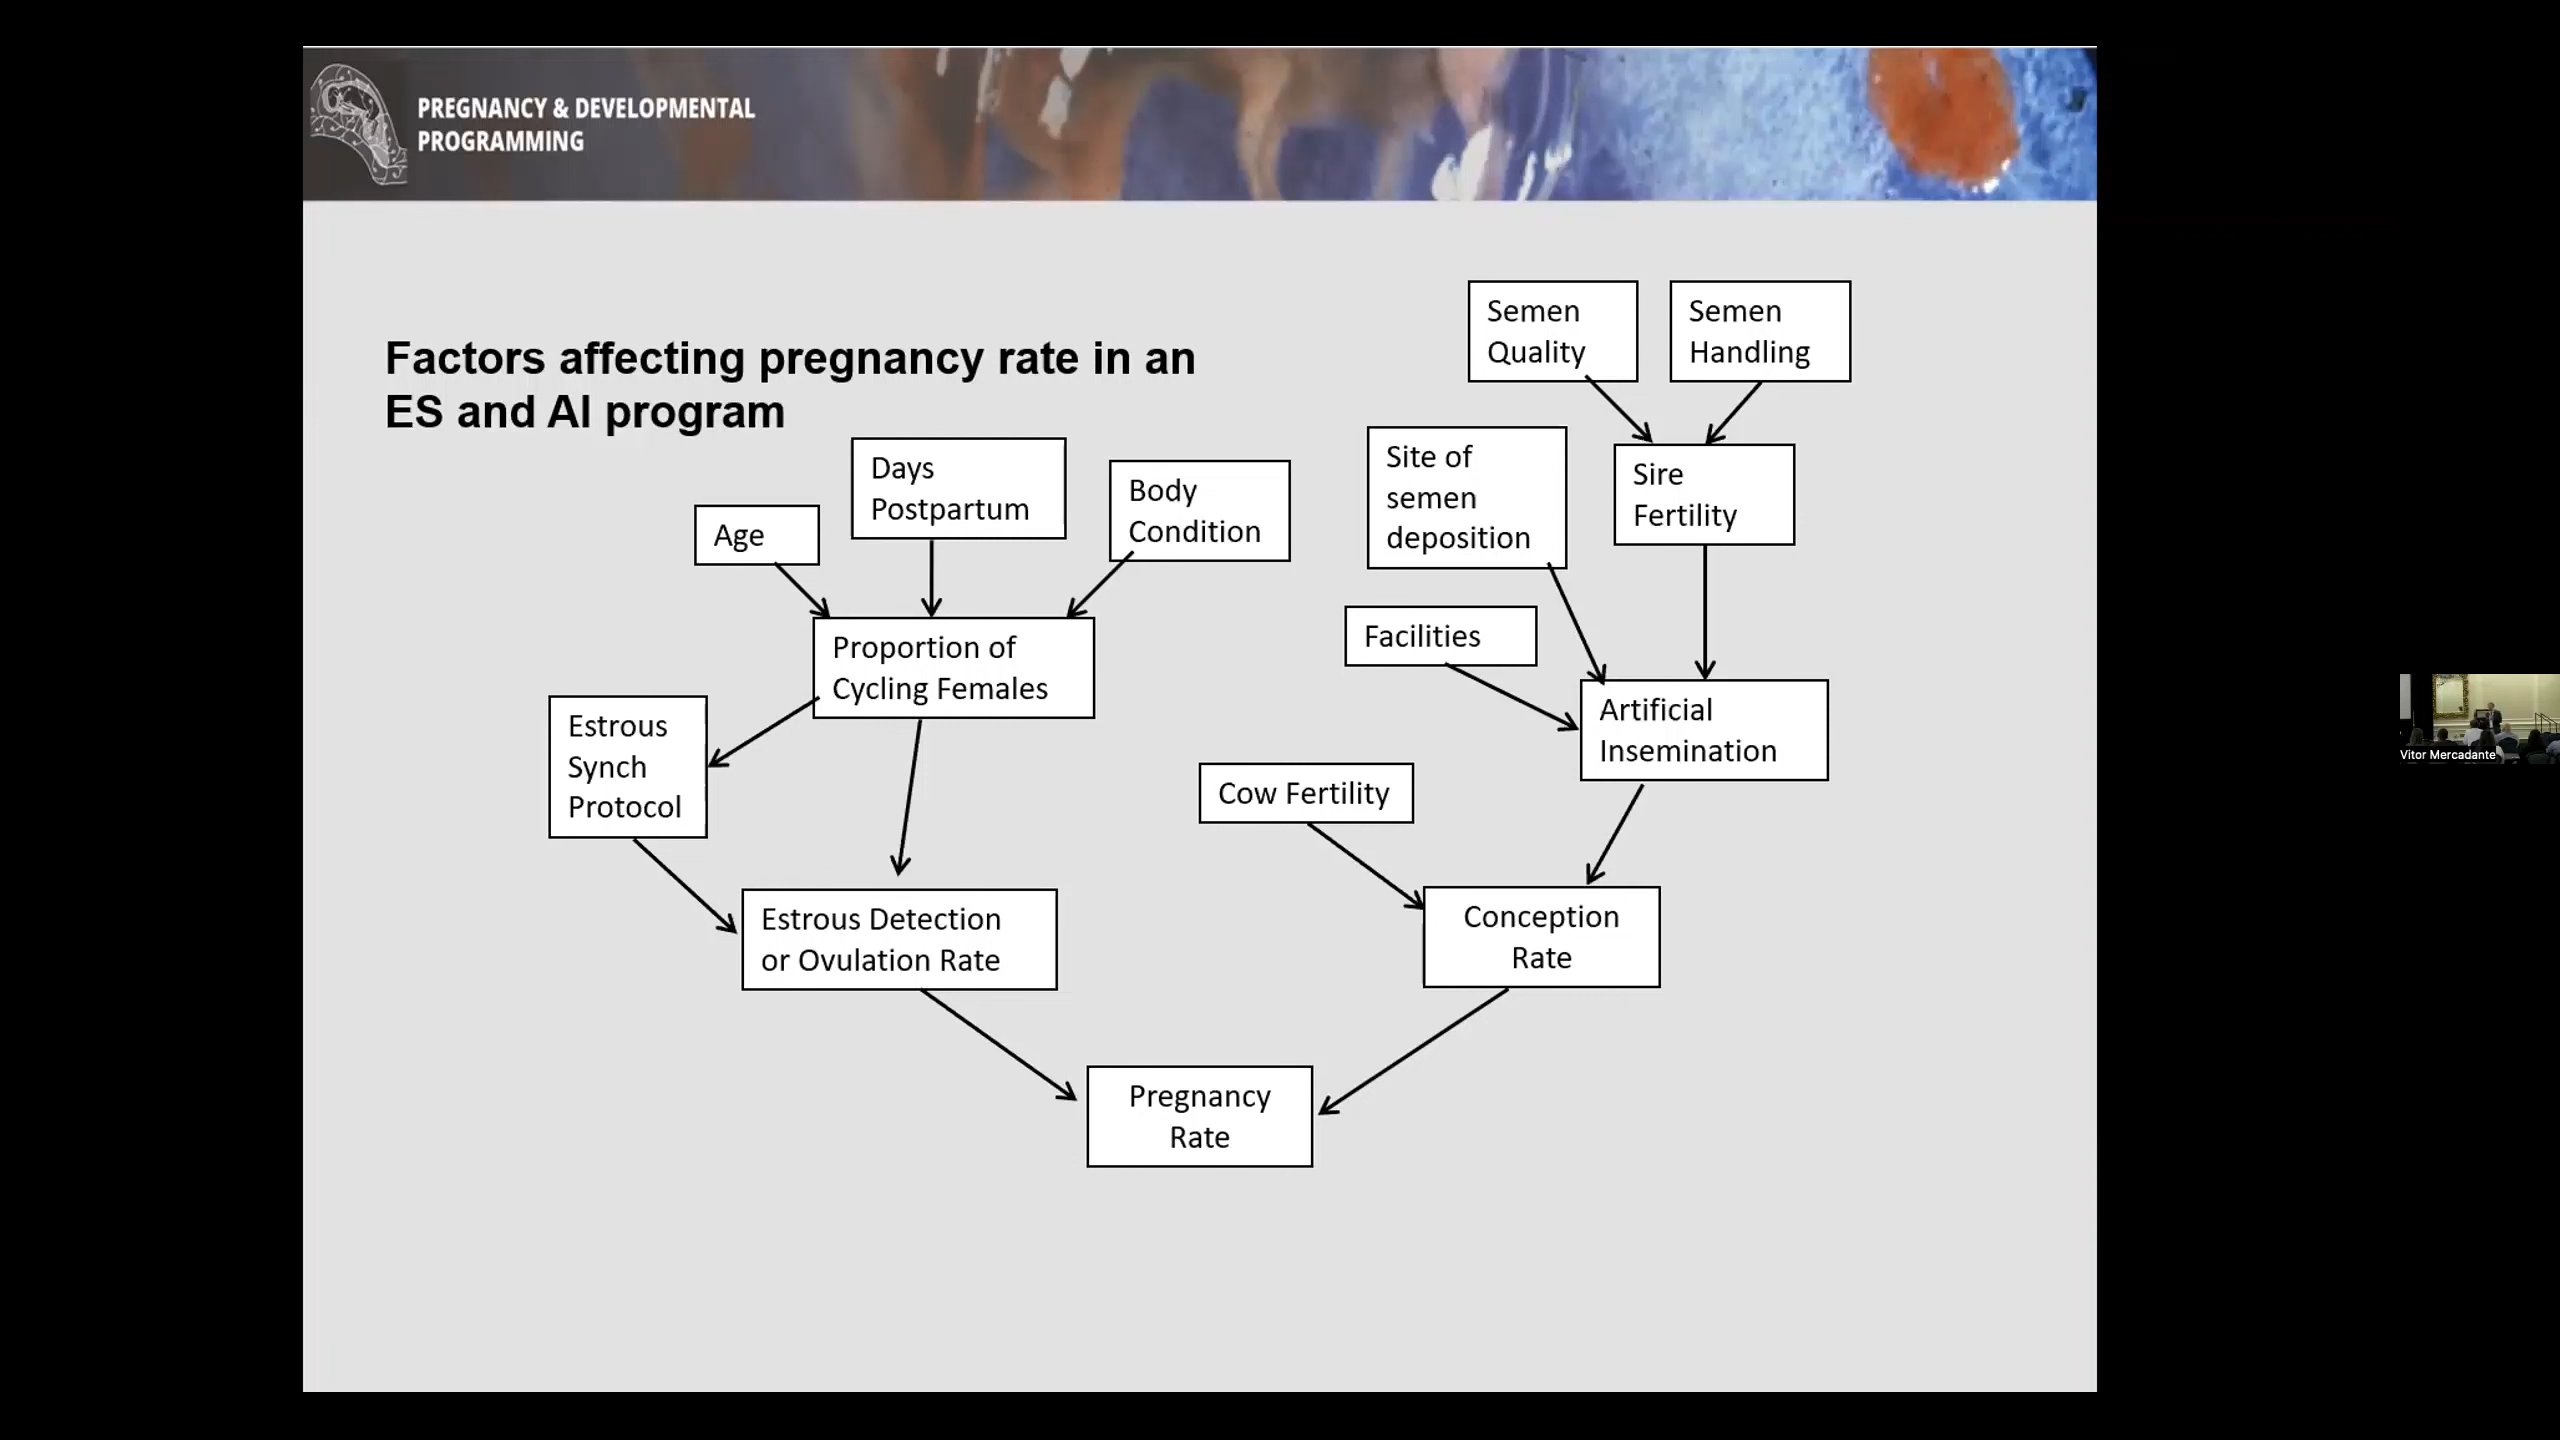 PREGNANCY & DEVELOPMENTAL
PROGRAMMING
Factors affecting pregnancy rate in an
ES and AI program
Semen
Quality
Semen
Handling
Days
Postpartum
Body
Condition
Age
Site of
semen
deposition
Sire
Fertility
Proportion of
Cycling Females
Facilities
Estrous
Synch
Protocol
Artificial
Insemination
Cow Fertility
Estrous Detection
or Ovulation Rate
Conception
Rate
Pregnancy
Rate
Vitor Mercadante